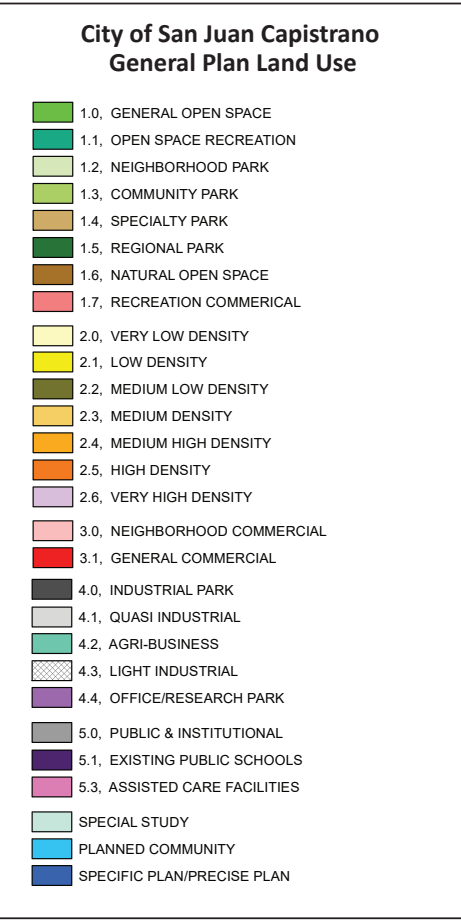 City of San Juan Capistrano
General Plan Land Use
1.0, GENERAL OPEN SPACE
1.1, OPEN SPACE RECREATION
1.2, NEIGHBORHOOD PARK
1.3, COMMUNITY PARK
1.4, SPECIALTY PARK
1.5, REGIONAL PARK
1.6, NATURAL OPEN SPACE
1.7, RECREATION COMMERICAL
2.0, VERY LOW DENSITY
2.1, LOW DENSITY
2.2, MEDIUM LOW DENSITY
2.3, MEDIUM DENSITY
2.4, MEDIUM HIGH DENSITY
2.5, HIGH DENSITY
2.6, VERY HIGH DENSITY
3.0, NEIGHBORHOOD COMMERCIAL
3.1, GENERAL COMMERCIAL
4.0, INDUSTRIAL PARK
4.1, QUASI INDUSTRIAL
4.2, AGRI-BUSINESS
4.3, LIGHT INDUSTRIAL
4.4, OFFICE/RESEARCH PARK
5.0, PUBLIC & INSTITUTIONAL
5.1, EXISTING PUBLIC SCHOOLS
5.3, ASSISTED CARE FACILITIES
SPECIAL STUDY
PLANNED COMMUNITY
SPECIFIC PLAN/PRECISE PLAN